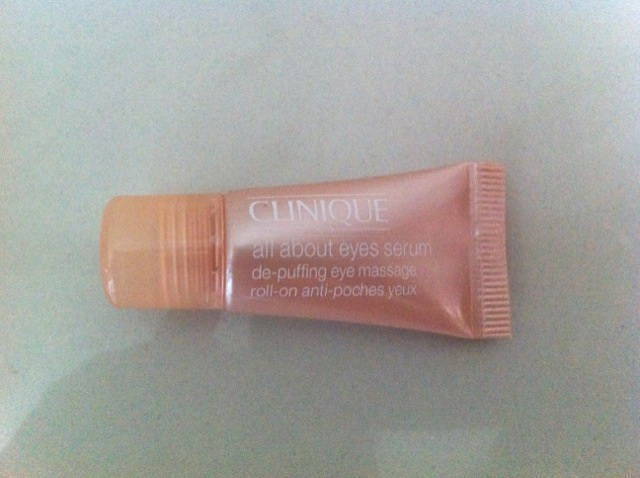 CLINIQUE
all about eyes serum
de-puffing eye massage
roll-on anti-poches yeux